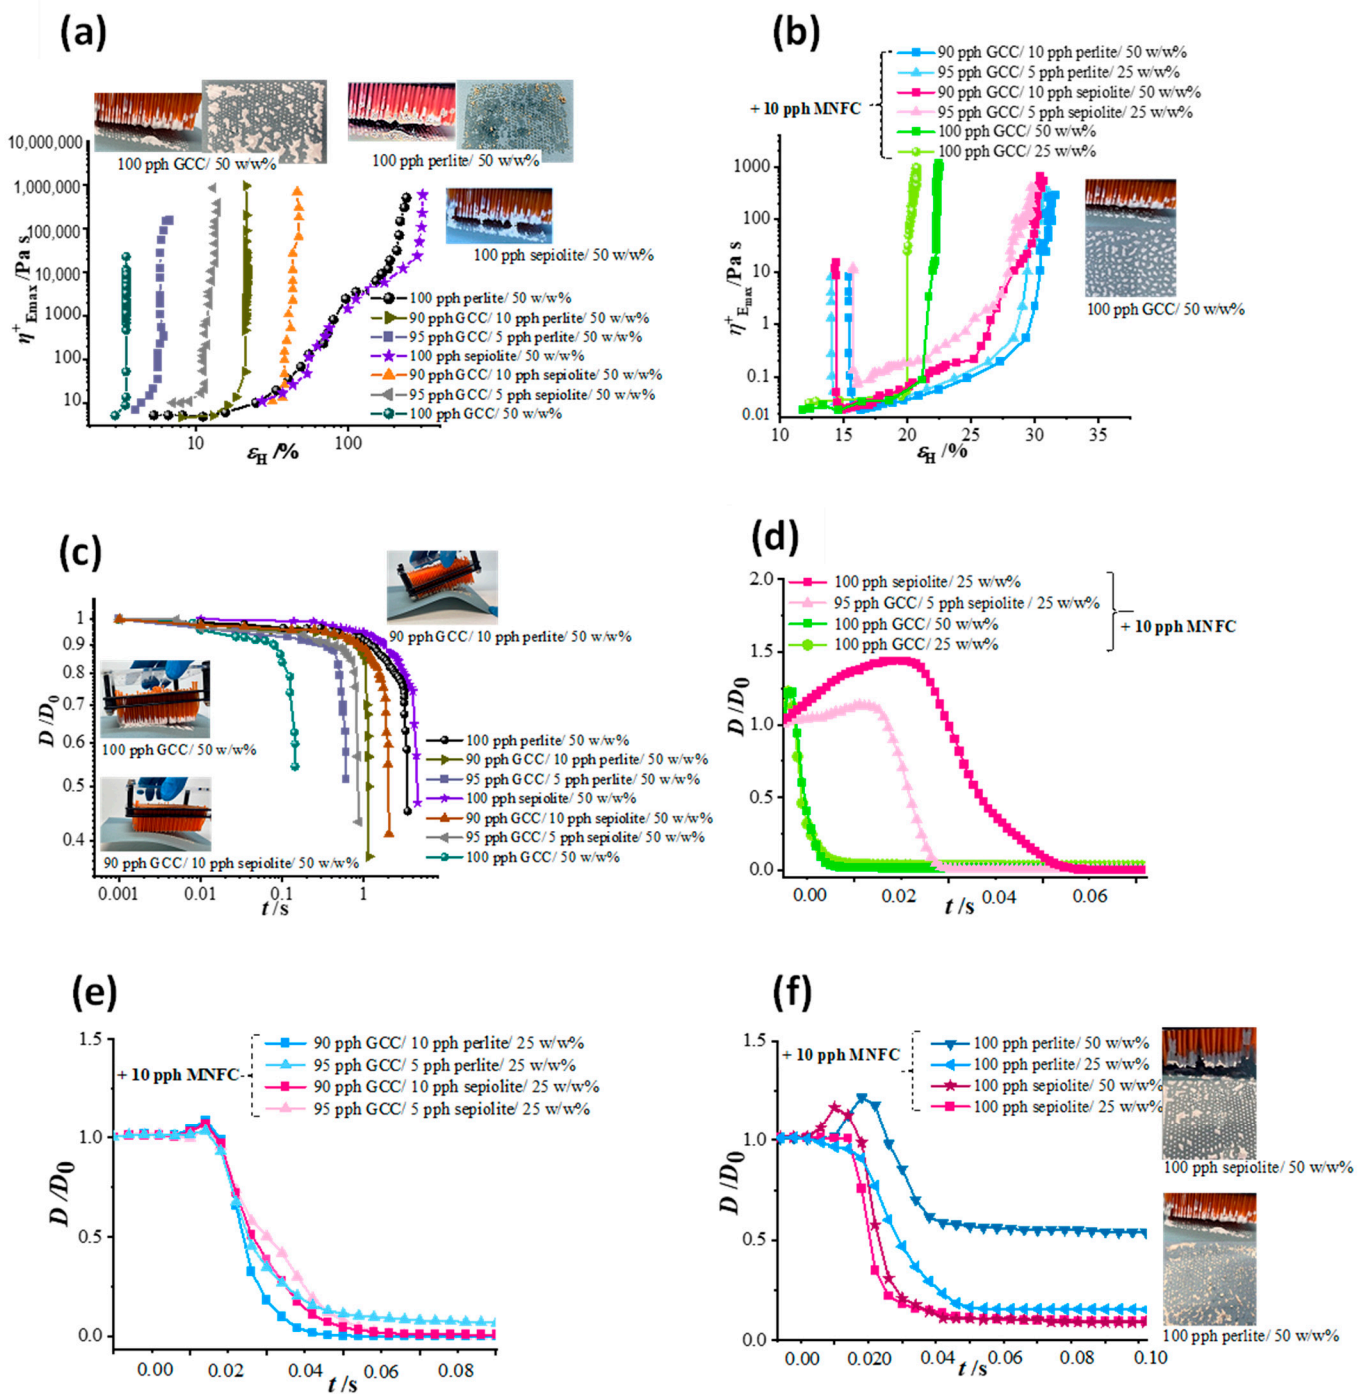 (a)
100 pph GCC/ 50 w/w%
100 pph perlite/ 50 w/w%
100 pph sepiolite/ 50 w/w%
η⁺Emax /Pa s
10,000,000
1,000,000
100,000
10,000
1000
100
10
100 pph perlite/ 50 w/w%
90 pph GCC/ 10 pph perlite/ 50 w/w%
95 pph GCC/ 5 pph perlite/ 50 w/w%
100 pph sepiolite/ 50 w/w%
90 pph GCC/ 10 pph sepiolite/ 50 w/w%
95 pph GCC/ 5 pph sepiolite/ 50 w/w%
100 pph GCC/ 50 w/w%
10 100
εH /%
(b)
+ 10 pph MNFC
90 pph GCC/ 10 pph perlite/ 50 w/w%
95 pph GCC/ 5 pph perlite/ 25 w/w%
90 pph GCC/ 10 pph sepiolite/ 50 w/w%
95 pph GCC/ 5 pph sepiolite/ 25 w/w%
100 pph GCC/ 50 w/w%
100 pph GCC/ 25 w/w%
100 pph GCC/ 50 w/w%
η⁺Emax /Pa s
1000
100
10
1
0.1
0.01
10 15 20 25 30 35
εH /%
(c)
90 pph GCC/ 10 pph perlite/ 50 w/w%
100 pph GCC/ 50 w/w%
90 pph GCC/ 10 pph sepiolite/ 50 w/w%
D /D0
1
0.9
0.8
0.7
0.6
0.5
0.4
100 pph perlite/ 50 w/w%
90 pph GCC/ 10 pph perlite/ 50 w/w%
95 pph GCC/ 5 pph perlite/ 50 w/w%
100 pph sepiolite/ 50 w/w%
90 pph GCC/ 10 pph sepiolite/ 50 w/w%
95 pph GCC/ 5 pph sepiolite/ 50 w/w%
100 pph GCC/ 50 w/w%
0.001 0.01 0.1 1
t /s
(d)
100 pph sepiolite/ 25 w/w%
95 pph GCC/ 5 pph sepiolite / 25 w/w%
100 pph GCC/ 50 w/w%
100 pph GCC/ 25 w/w%
+ 10 pph MNFC
D/D0
2.0
1.5
1.0
0.5
0.0
0.00 0.02 0.04 0.06
t /s
(e)
+ 10 pph MNFC
90 pph GCC/ 10 pph perlite/ 25 w/w%
95 pph GCC/ 5 pph perlite/ 25 w/w%
90 pph GCC/ 10 pph sepiolite/ 25 w/w%
95 pph GCC/ 5 pph sepiolite/ 25 w/w%
D /D0
1.5
1.0
0.5
0.0
0.00 0.02 0.04 0.06 0.08
t /s
(f)
+ 10 pph MNFC
100 pph perlite/ 50 w/w%
100 pph perlite/ 25 w/w%
100 pph sepiolite/ 50 w/w%
100 pph sepiolite/ 25 w/w%
100 pph sepiolite/ 50 w/w%
100 pph perlite/ 50 w/w%
D /D0
1.5
1.0
0.5
0.0
0.00 0.020 0.04 0.06 0.08 0.10
t /s